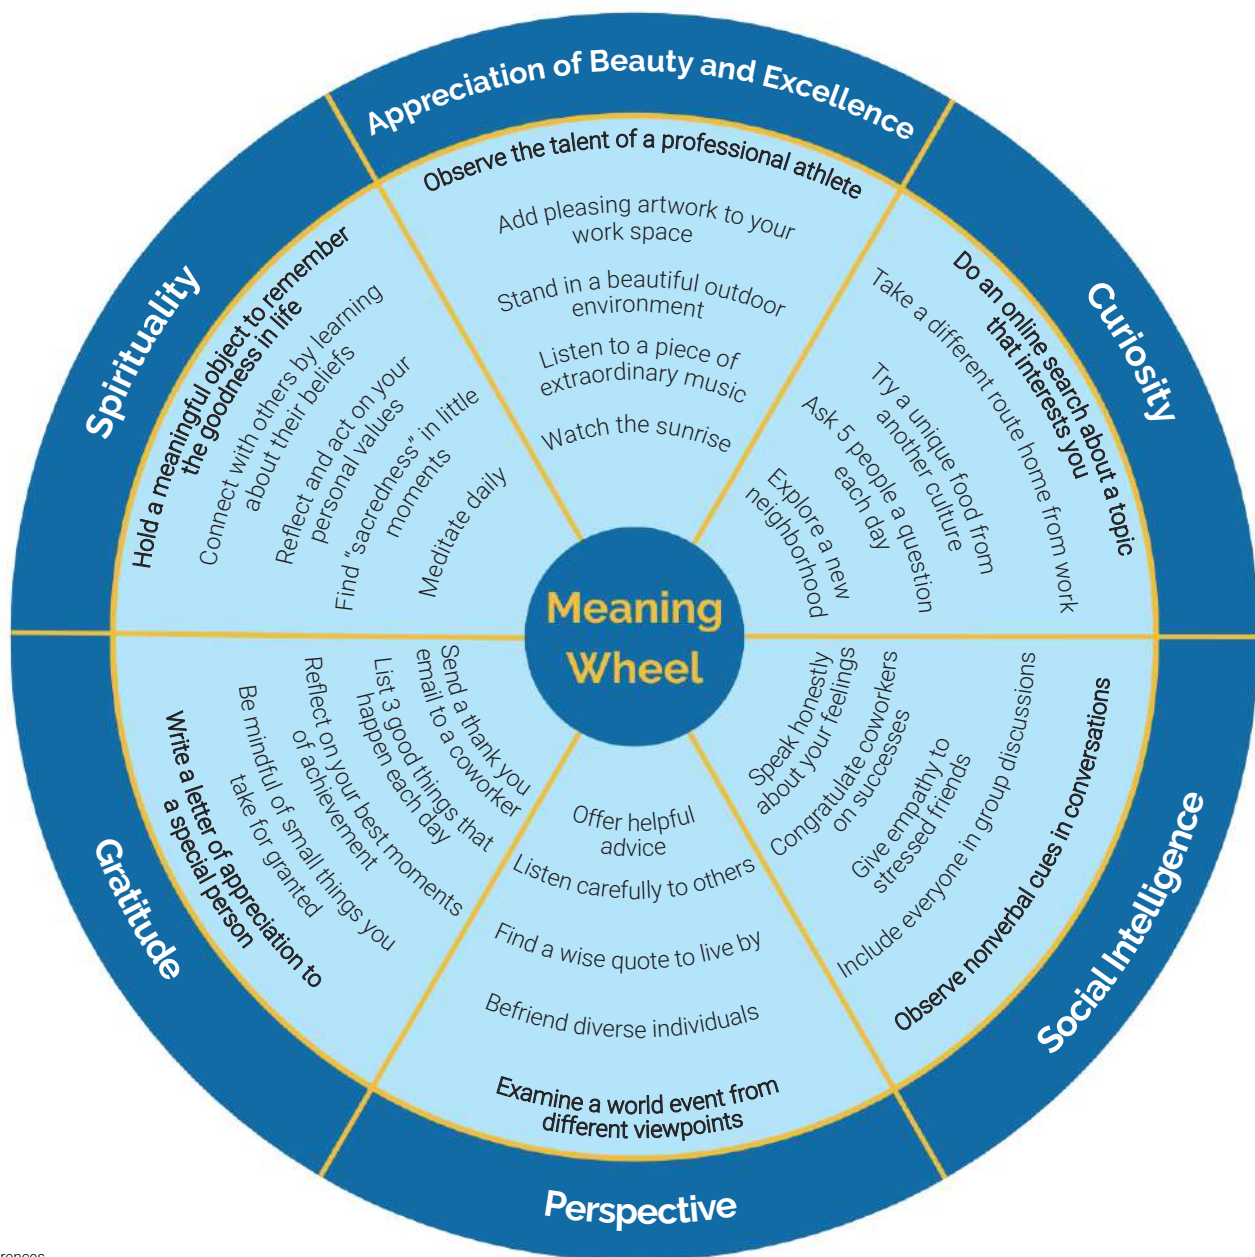 Appreciation of Beauty and Excellence
Observe the talent of a professional athlete
Add pleasing artwork to your
work space
Stand in a beautiful outdoor
environment
Listen to a piece of
extraordinary music
Watch the sunrise
Curiosity
Do an online search about a topic
that interests you
Take a different route home from work
Try a unique food from
another culture
Ask 5 people a question
each day
Explore a new
neighborhood
Social Intelligence
Observe nonverbal cues in conversations
Include everyone in group discussions
Give empathy to
stressed friends
Congratulate coworkers
on successes
Speak honestly
about your feelings
Perspective
Offer helpful
advice
Listen carefully to others
Find a wise quote to live by
Befriend diverse individuals
Examine a world event from
different viewpoints
Gratitude
Write a letter of appreciation to
a special person
Be mindful of small things you
take for granted
Reflect on your best moments
of achievement
List 3 good things that
happen each day
Send a thank you
email to a coworker
Spirituality
Hold a meaningful object to remember
the goodness in life
Connect with others by learning
about their beliefs
Reflect and act on your
personal values
Find “sacredness” in little
moments
Meditate daily
Meaning
Wheel